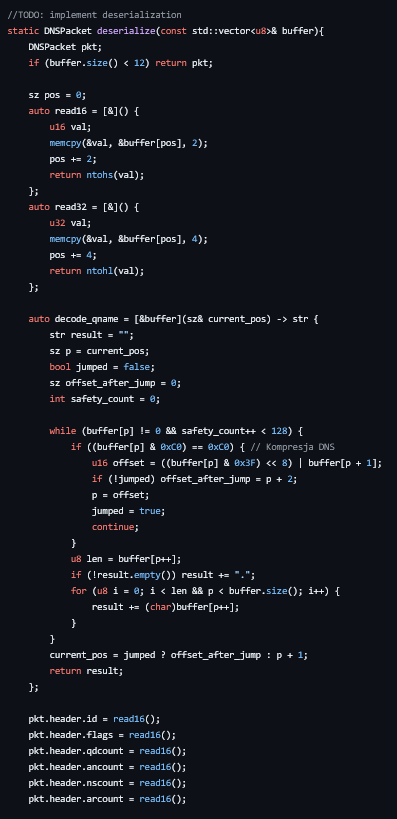 //TODO: implement deserialization
static DNSPacket deserialize(const std::vector<u8>& buffer){
    DNSPacket pkt;
    if (buffer.size() < 12) return pkt;

    sz pos = 0;
    auto read16 = [&]() {
        u16 val;
        memcpy(&val, &buffer[pos], 2);
        pos += 2;
        return ntohs(val);
    };
    auto read32 = [&]() {
        u32 val;
        memcpy(&val, &buffer[pos], 4);
        pos += 4;
        return ntohl(val);
    };

    auto decode_qname = [&buffer](sz& current_pos) -> str {
        str result = "";
        sz p = current_pos;
        bool jumped = false;
        sz offset_after_jump = 0;
        int safety_count = 0;

        while (buffer[p] != 0 && safety_count++ < 128) {
            if ((buffer[p] & 0xC0) == 0xC0) { // Kompresja DNS
                u16 offset = ((buffer[p] & 0x3F) << 8) | buffer[p + 1];
                if (!jumped) offset_after_jump = p + 2;
                p = offset;
                jumped = true;
                continue;
            }
            u8 len = buffer[p++];
            if (!result.empty()) result += ".";
            for (u8 i = 0; i < len && p < buffer.size(); i++) {
                result += (char)buffer[p++];
            }
        }
        current_pos = jumped ? offset_after_jump : p + 1;
        return result;
    };

    pkt.header.id = read16();
    pkt.header.flags = read16();
    pkt.header.qdcount = read16();
    pkt.header.ancount = read16();
    pkt.header.nscount = read16();
    pkt.header.arcount = read16();